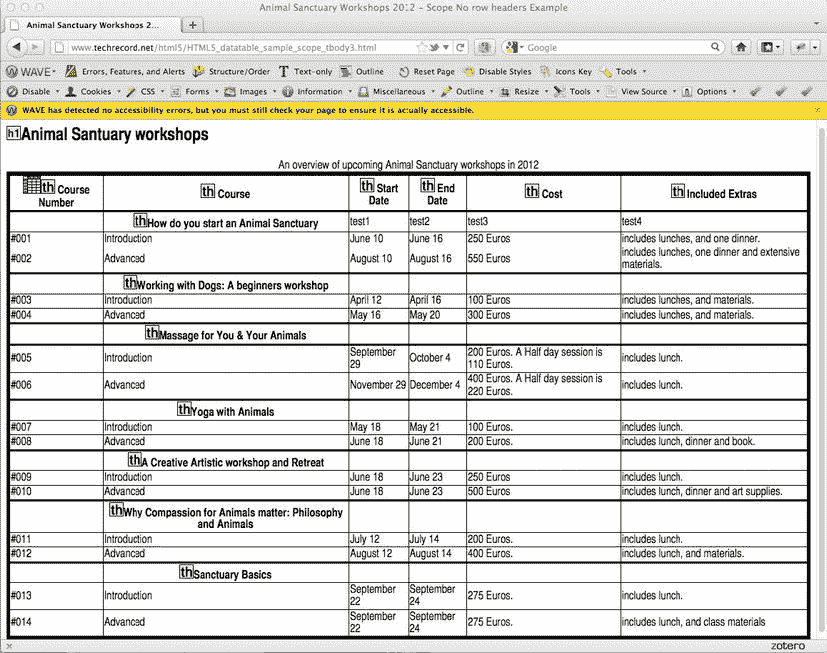 Animal Sanctuary Workshops 2012 – Scope No row headers Example
Animal Sanctuary Workshops 2...
www.techrecord.net/html5/HTML5_datatable_sample_scope_tbody3.html Google
WAVE Errors, Features, and Alerts Structure/Order Text-only Outline Reset Page Disable Styles Icons Key Tools
Disable Cookies CSS Forms Images Information Miscellaneous Outline Resize Tools View Source Options
WAVE has detected no accessibility errors, but you must still check your page to ensure it is actually accessible.
h1 Animal Santuary workshops
An overview of upcoming Animal Sanctuary workshops in 2012
th Course Number th Course th Start Date th End Date th Cost th Included Extras
th How do you start an Animal Sanctuary test1 test2 test3 test4
#001 Introduction June 10 June 16 250 Euros includes lunches, and one dinner.
#002 Advanced August 10 August 16 550 Euros includes lunches, one dinner and extensive materials.
th Working with Dogs: A beginners workshop
#003 Introduction April 12 April 16 100 Euros includes lunches, and materials.
#004 Advanced May 16 May 20 300 Euros includes lunches, and materials.
th Massage for You & Your Animals
#005 Introduction September 29 October 4 200 Euros. A Half day session is 110 Euros. includes lunch.
#006 Advanced November 29 December 4 400 Euros. A Half day session is 220 Euros. includes lunch.
th Yoga with Animals
#007 Introduction May 18 May 21 100 Euros. includes lunch.
#008 Advanced June 18 June 21 200 Euros. includes lunch, dinner and book.
th A Creative Artistic workshop and Retreat
#009 Introduction June 18 June 23 250 Euros includes lunch.
#010 Advanced June 18 June 23 500 Euros includes lunch, dinner and art supplies.
th Why Compassion for Animals matter: Philosophy and Animals
#011 Introduction July 12 July 14 200 Euros. includes lunch.
#012 Advanced August 12 August 14 400 Euros. includes lunch, and materials.
th Sanctuary Basics
#013 Introduction September 22 September 24 275 Euros. includes lunch.
#014 Advanced September 22 September 24 275 Euros. includes lunch, and class materials
zotero